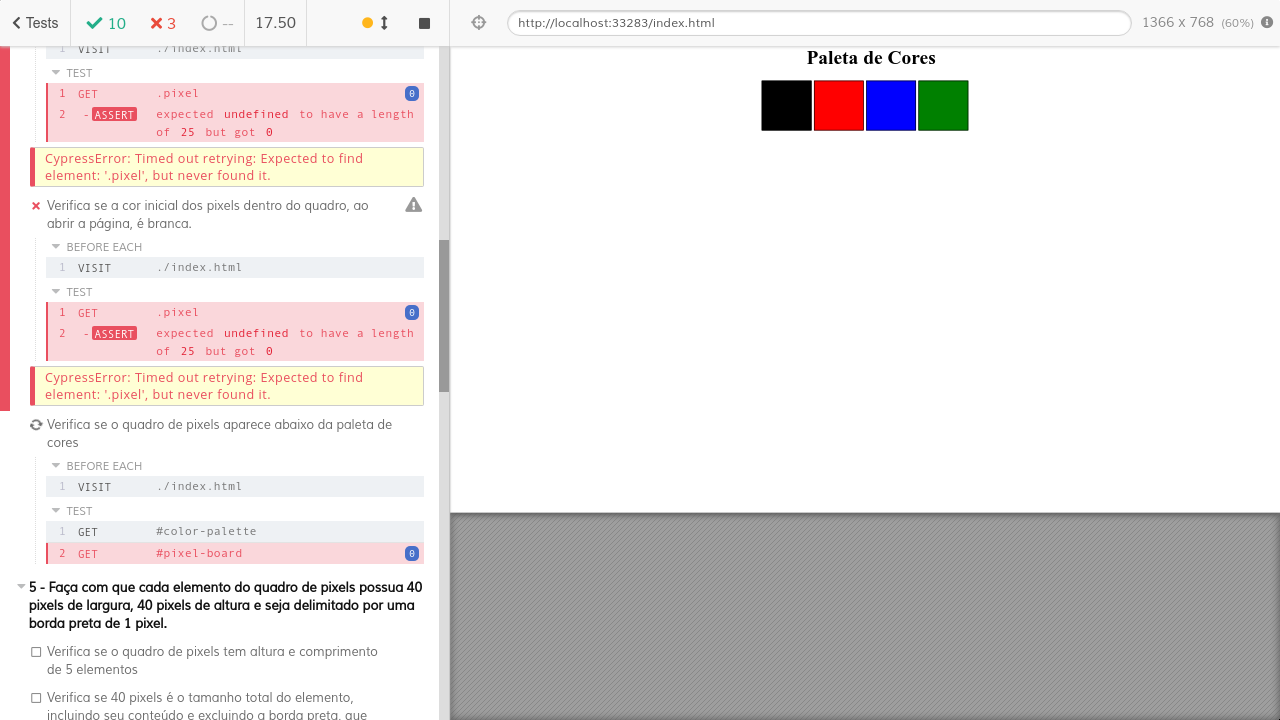 Tests 10 3 -- 17.50
http://localhost:33283/index.html 1366 x 768 (60%)
1 VISIT ./index.html
TEST
1 GET .pixel 0
2 -ASSERT expected undefined to have a length
of 25 but got 0
CypressError: Timed out retrying: Expected to find
element: '.pixel', but never found it.
Verifica se a cor inicial dos pixels dentro do quadro, ao
abrir a página, é branca.
BEFORE EACH
1 VISIT ./index.html
TEST
1 GET .pixel 0
2 -ASSERT expected undefined to have a length
of 25 but got 0
CypressError: Timed out retrying: Expected to find
element: '.pixel', but never found it.
Verifica se o quadro de pixels aparece abaixo da paleta de
cores
BEFORE EACH
1 VISIT ./index.html
TEST
1 GET #color-palette
2 GET #pixel-board 0
5 - Faça com que cada elemento do quadro de pixels possua 40
pixels de largura, 40 pixels de altura e seja delimitado por uma
borda preta de 1 pixel.
Verifica se o quadro de pixels tem altura e comprimento
de 5 elementos
Verifica se 40 pixels é o tamanho total do elemento,
incluindo seu conteúdo e excluindo a borda preta, que
Paleta de Cores